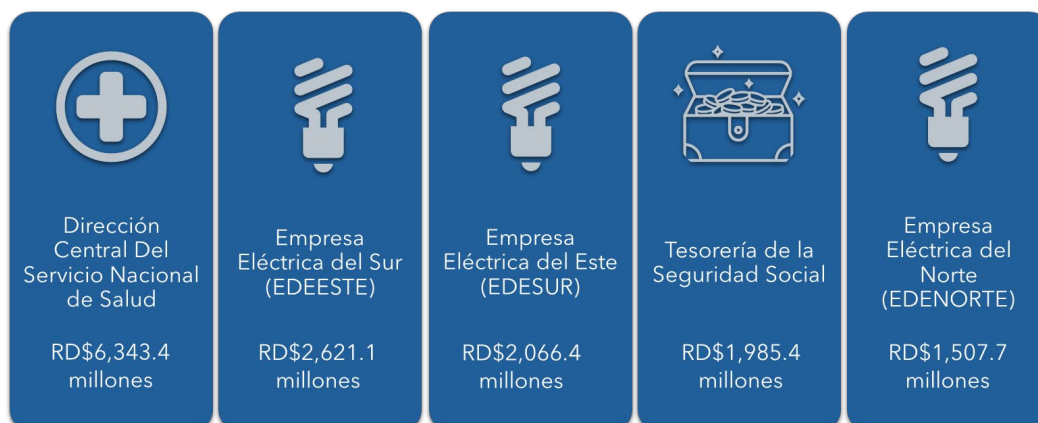 Dirección
Central Del
Servicio Nacional
de Salud
RD$6,343.4
millones
Empresa
Eléctrica del Sur
(EDEESTE)
RD$2,621.1
millones
Empresa
Eléctrica del Este
(EDESUR)
RD$2,066.4
millones
Tesorería de la
Seguridad Social
RD$1,985.4
millones
Empresa
Eléctrica del
Norte
(EDENORTE)
RD$1,507.7
millones